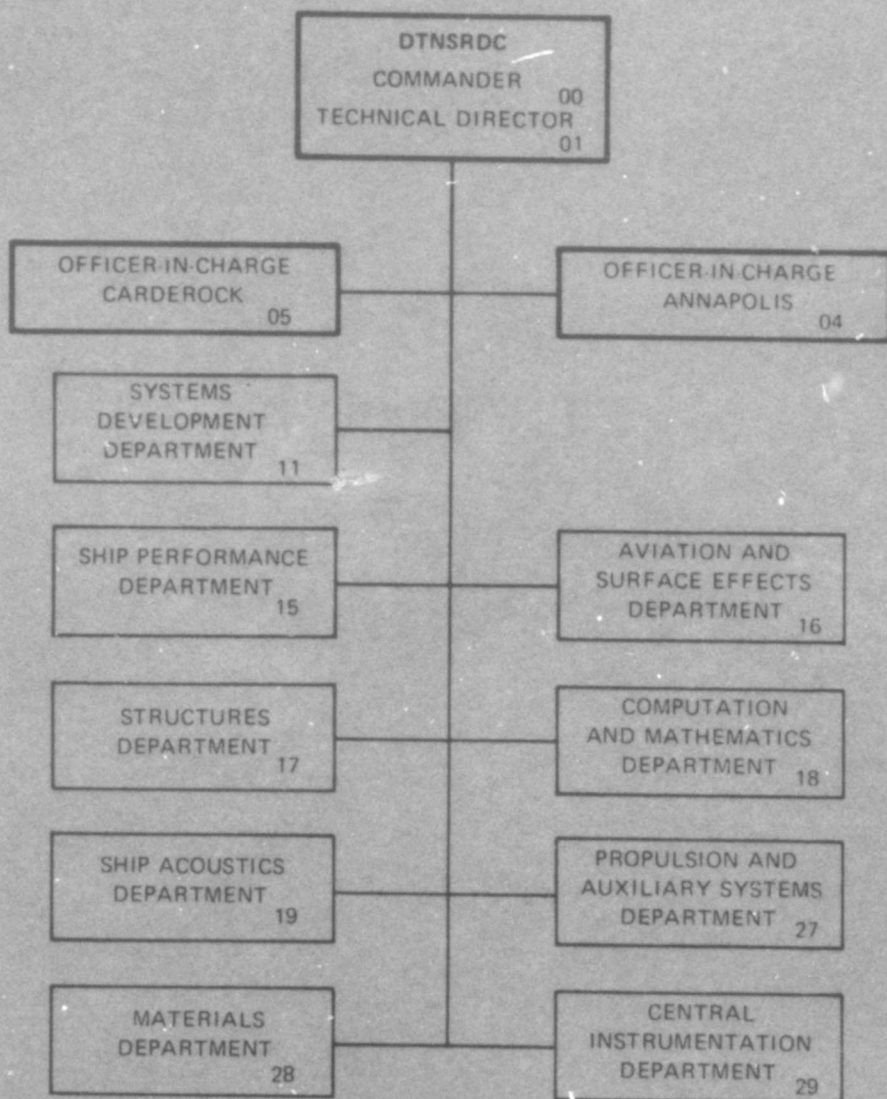 DTNSRDC
COMMANDER
00
TECHNICAL DIRECTOR
01
OFFICER-IN-CHARGE
CARDEROCK
05
OFFICER-IN-CHARGE
ANNAPOLIS
04
SYSTEMS
DEVELOPMENT
DEPARTMENT
11
SHIP PERFORMANCE
DEPARTMENT
15
AVIATION AND
SURFACE EFFECTS
DEPARTMENT
16
STRUCTURES
DEPARTMENT
17
COMPUTATION
AND MATHEMATICS
DEPARTMENT
18
SHIP ACOUSTICS
DEPARTMENT
19
PROPULSION AND
AUXILIARY SYSTEMS
DEPARTMENT
27
MATERIALS
DEPARTMENT
28
CENTRAL
INSTRUMENTATION
DEPARTMENT
29